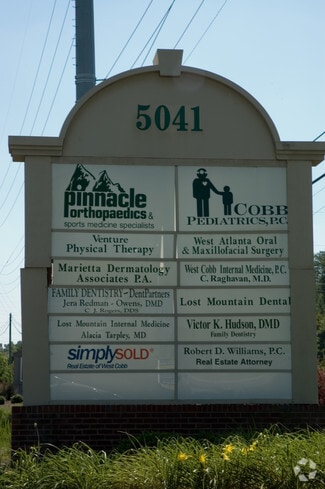 5041
pinnacle
orthopaedics &
sports medicine specialists
COBB
PEDIATRICS, P.C.
Venture
Physical Therapy
West Atlanta Oral
& Maxillofacial Surgery
Marietta Dermatology
Associates P.A.
West Cobb Internal Medicine, P.C.
C. Raghavan, M.D.
FAMILY DENTISTRY~DentPartners
Jera Redman - Owens, DMD
C. J. Rogers, DDS
Lost Mountain Dental
Lost Mountain Internal Medicine
Alacia Tarpley, MD
Victor K. Hudson, DMD
Family Dentistry
simplySOLD®
Real Estate of West Cobb
Robert D. Williams, P.C.
Real Estate Attorney